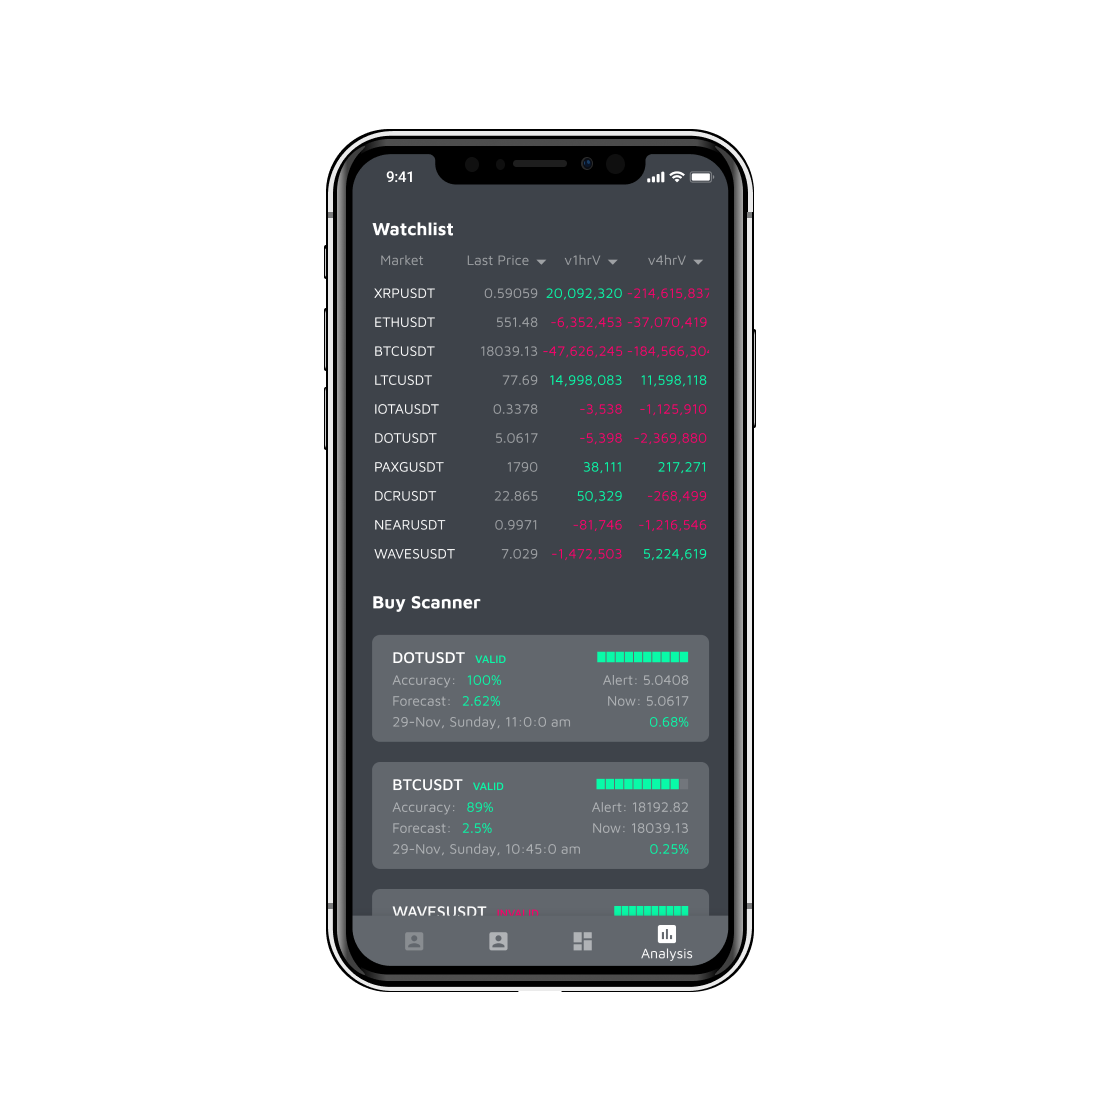 9:41
Watchlist
Market Last Price v1hrV v4hrV
XRPUSDT 0.59059 20,092,320 -214,615,837
ETHUSDT 551.48 -6,352,453 -37,070,419
BTCUSDT 18039.13 -47,626,245 -184,566,304
LTCUSDT 77.69 14,998,083 11,598,118
IOTAUSDT 0.3378 -3,538 -1,125,910
DOTUSDT 5.0617 -5,398 -2,369,880
PAXGUSDT 1790 38,111 217,271
DCRUSDT 22.865 50,329 -268,499
NEARUSDT 0.9971 -81,746 -1,216,546
WAVESUSDT 7.029 -1,472,503 5,224,619
Buy Scanner
DOTUSDT VALID
Accuracy: 100% Alert: 5.0408
Forecast: 2.62% Now: 5.0617
29-Nov, Sunday, 11:0:0 am 0.68%
BTCUSDT VALID
Accuracy: 89% Alert: 18192.82
Forecast: 2.5% Now: 18039.13
29-Nov, Sunday, 10:45:0 am 0.25%
WAVESUSDT INVALID
Analysis